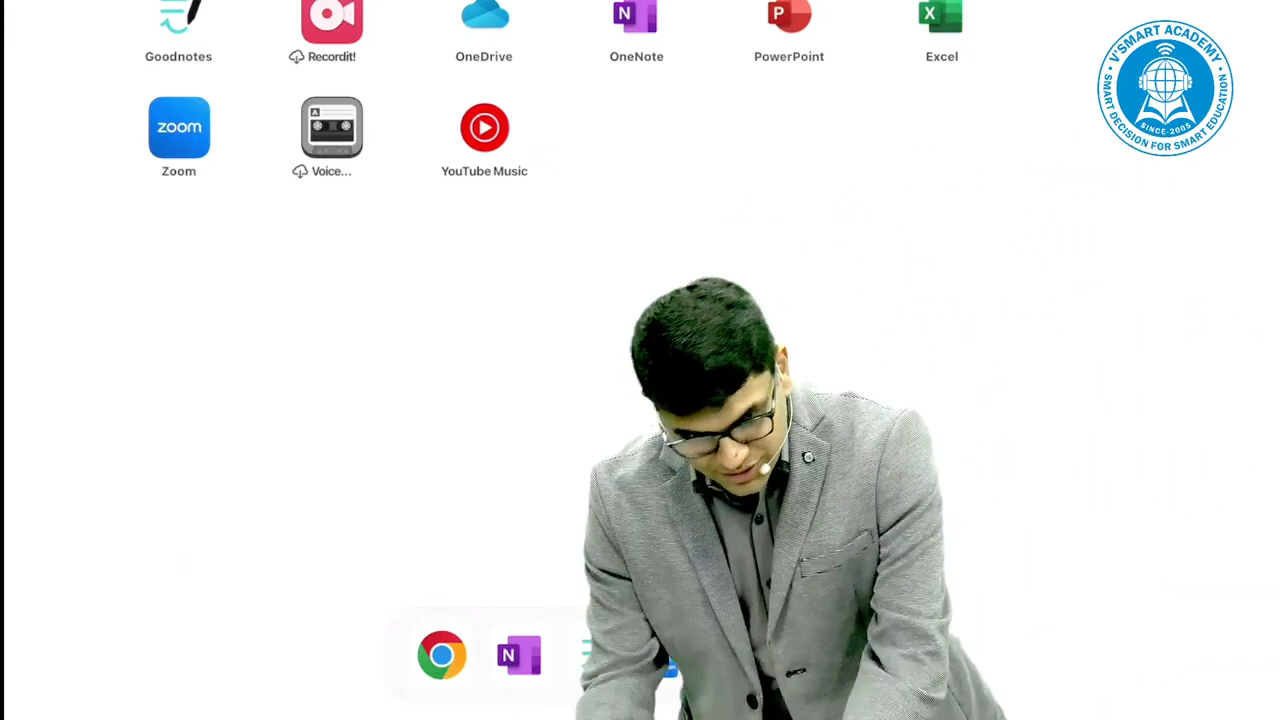 Goodnotes
Recordit!
OneDrive
N
OneNote
P
PowerPoint
X
Excel
zoom
Zoom
A
Voice...
YouTube Music
V'SMART ACADEMY
SINCE-2005
SMART DECISION FOR SMART EDUCATION
N